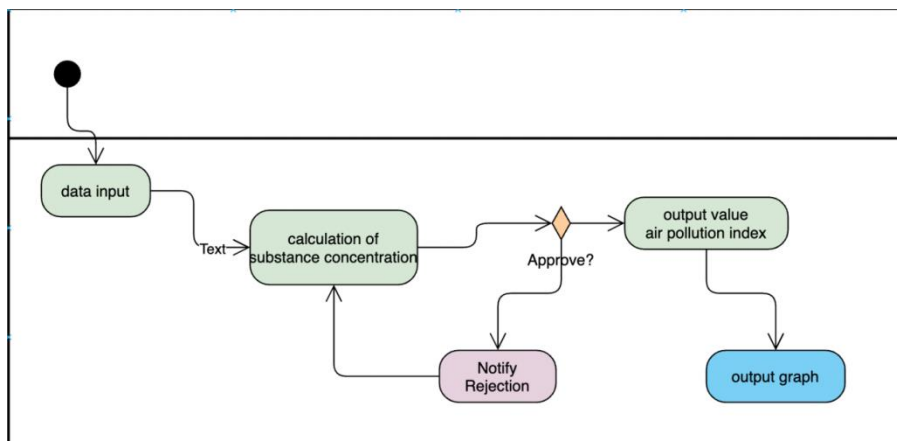 data input
Text
calculation of
substance concentration
Approve?
output value
air pollution index
Notify
Rejection
output graph